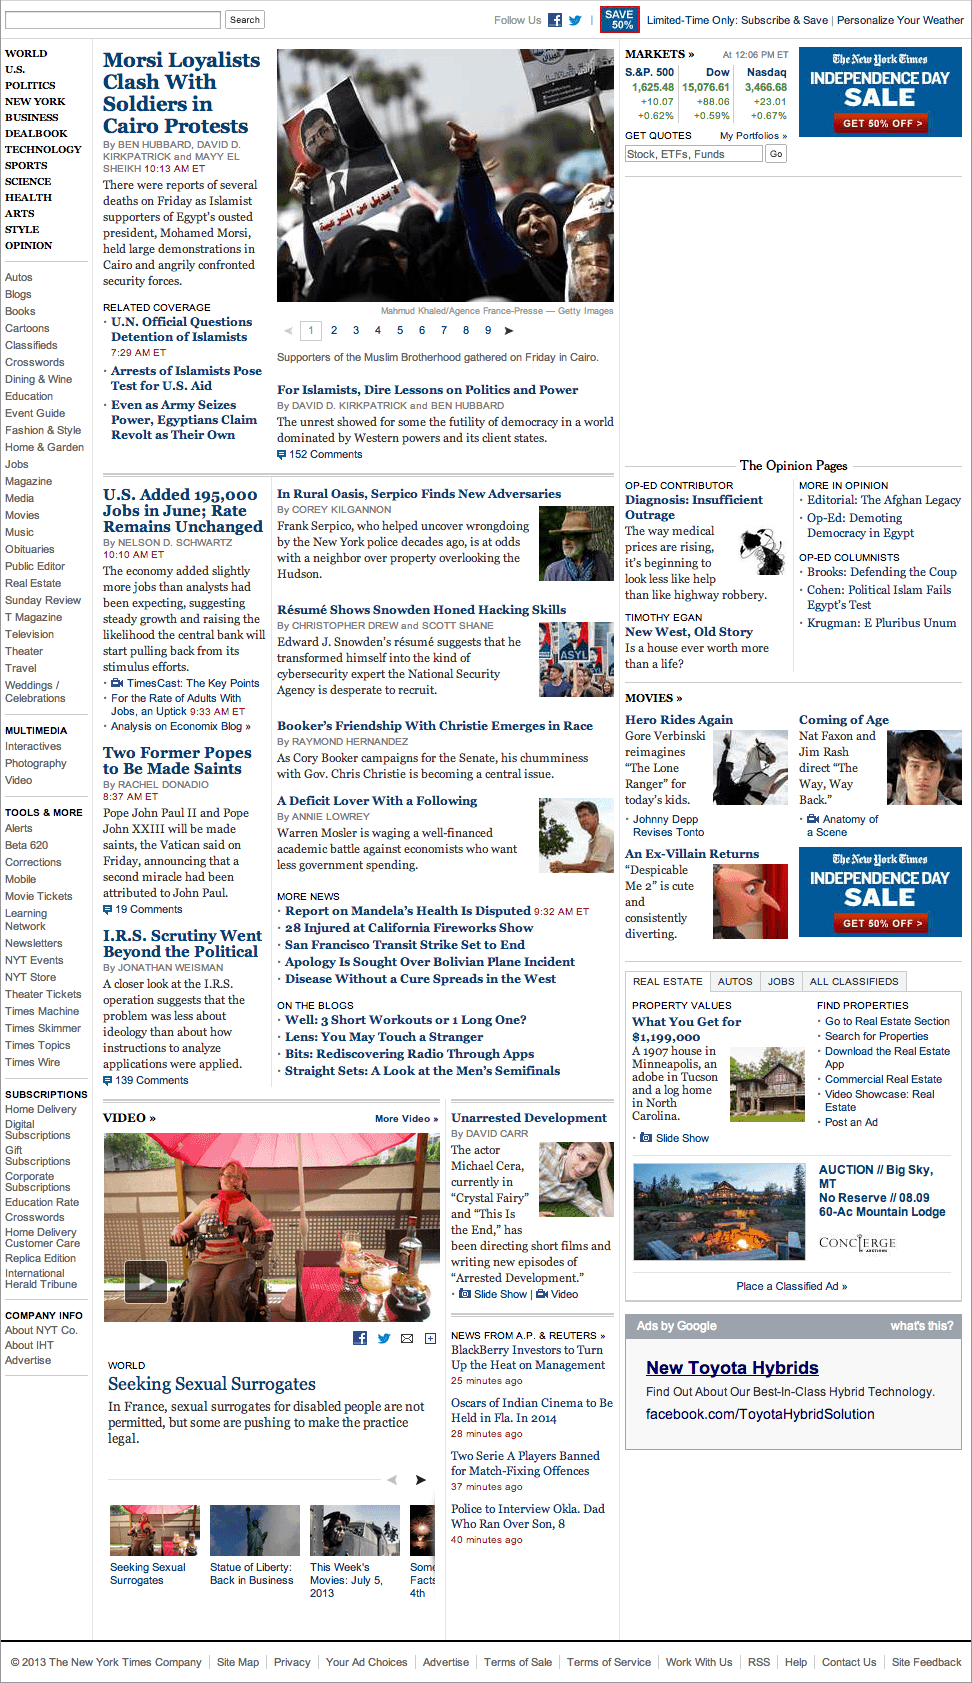 Search
Follow Us
SAVE 50%
Limited-Time Only: Subscribe & Save | Personalize Your Weather
WORLD
U.S.
POLITICS
NEW YORK
BUSINESS
DEALBOOK
TECHNOLOGY
SPORTS
SCIENCE
HEALTH
ARTS
STYLE
OPINION
Autos
Blogs
Books
Cartoons
Classifieds
Crosswords
Dining & Wine
Education
Event Guide
Fashion & Style
Home & Garden
Jobs
Magazine
Media
Movies
Music
Obituaries
Public Editor
Real Estate
Sunday Review
T Magazine
Television
Theater
Travel
Weddings /
Celebrations
MULTIMEDIA
Interactives
Photography
Video
TOOLS & MORE
Alerts
Beta 620
Corrections
Mobile
Movie Tickets
Learning
Network
Newsletters
NYT Events
NYT Store
Theater Tickets
Times Machine
Times Skimmer
Times Topics
Times Wire
SUBSCRIPTIONS
Home Delivery
Digital
Subscriptions
Gift
Subscriptions
Corporate
Subscriptions
Education Rate
Crosswords
Home Delivery
Customer Care
Replica Edition
International
Herald Tribune
COMPANY INFO
About NYT Co.
About IHT
Advertise
Morsi Loyalists
Clash With
Soldiers in
Cairo Protests
By BEN HUBBARD, DAVID D.
KIRKPATRICK and MAYY EL
SHEIKH 10:13 AM ET
There were reports of several
deaths on Friday as Islamist
supporters of Egypt's ousted
president, Mohamed Morsi,
held large demonstrations in
Cairo and angrily confronted
security forces.
RELATED COVERAGE
U.N. Official Questions
Detention of Islamists
7:29 AM ET
Arrests of Islamists Pose
Test for U.S. Aid
Even as Army Seizes
Power, Egyptians Claim
Revolt as Their Own
لا بديل عن الشرعية
Mahmud Khaled/Agence France-Presse — Getty Images
1 2 3 4 5 6 7 8 9
Supporters of the Muslim Brotherhood gathered on Friday in Cairo.
For Islamists, Dire Lessons on Politics and Power
By DAVID D. KIRKPATRICK and BEN HUBBARD
The unrest showed for some the futility of democracy in a world
dominated by Western powers and its client states.
152 Comments
U.S. Added 195,000
Jobs in June; Rate
Remains Unchanged
By NELSON D. SCHWARTZ
10:10 AM ET
The economy added slightly
more jobs than analysts had
been expecting, suggesting
steady growth and raising the
likelihood the central bank will
start pulling back from its
stimulus efforts.
TimesCast: The Key Points
For the Rate of Adults With
Jobs, an Uptick 9:33 AM ET
Analysis on Economix Blog »
Two Former Popes
to Be Made Saints
By RACHEL DONADIO
8:37 AM ET
Pope John Paul II and Pope
John XXIII will be made
saints, the Vatican said on
Friday, announcing that a
second miracle had been
attributed to John Paul.
19 Comments
I.R.S. Scrutiny Went
Beyond the Political
By JONATHAN WEISMAN
A closer look at the I.R.S.
operation suggests that the
problem was less about
ideology than about how
instructions to analyze
applications were applied.
139 Comments
In Rural Oasis, Serpico Finds New Adversaries
By COREY KILGANNON
Frank Serpico, who helped uncover wrongdoing
by the New York police decades ago, is at odds
with a neighbor over property overlooking the
Hudson.
Résumé Shows Snowden Honed Hacking Skills
By CHRISTOPHER DREW and SCOTT SHANE
Edward J. Snowden's résumé suggests that he
transformed himself into the kind of
cybersecurity expert the National Security
Agency is desperate to recruit.
ASYL
Booker's Friendship With Christie Emerges in Race
By RAYMOND HERNANDEZ
As Cory Booker campaigns for the Senate, his chumminess
with Gov. Chris Christie is becoming a central issue.
A Deficit Lover With a Following
By ANNIE LOWREY
Warren Mosler is waging a well-financed
academic battle against economists who want
less government spending.
MORE NEWS
Report on Mandela's Health Is Disputed 9:32 AM ET
28 Injured at California Fireworks Show
San Francisco Transit Strike Set to End
Apology Is Sought Over Bolivian Plane Incident
Disease Without a Cure Spreads in the West
ON THE BLOGS
Well: 3 Short Workouts or 1 Long One?
Lens: You May Touch a Stranger
Bits: Rediscovering Radio Through Apps
Straight Sets: A Look at the Men's Semifinals
VIDEO »
More Video »
WORLD
Seeking Sexual Surrogates
In France, sexual surrogates for disabled people are not
permitted, but some are pushing to make the practice
legal.
Seeking Sexual
Surrogates
Statue of Liberty:
Back in Business
This Week's
Movies: July 5,
2013
Some
Facts
4th
Unarrested Development
By DAVID CARR
The actor
Michael Cera,
currently in
“Crystal Fairy”
and “This Is
the End,” has
been directing short films and
writing new episodes of
“Arrested Development.”
Slide Show | Video
NEWS FROM A.P. & REUTERS »
BlackBerry Investors to Turn
Up the Heat on Management
25 minutes ago
Oscars of Indian Cinema to Be
Held in Fla. In 2014
28 minutes ago
Two Serie A Players Banned
for Match-Fixing Offences
37 minutes ago
Police to Interview Okla. Dad
Who Ran Over Son, 8
40 minutes ago
MARKETS »
At 12:06 PM ET
S.&P. 500 Dow Nasdaq
1,625.48 15,076.61 3,466.68
+10.07 +88.06 +23.01
+0.62% +0.59% +0.67%
GET QUOTES My Portfolios »
Stock, ETFs, Funds Go
The New York Times
INDEPENDENCE DAY
SALE
GET 50% OFF >
The Opinion Pages
OP-ED CONTRIBUTOR
Diagnosis: Insufficient
Outrage
The way medical
prices are rising,
it's beginning to
look less like help
than like highway robbery.
TIMOTHY EGAN
New West, Old Story
Is a house ever worth more
than a life?
MORE IN OPINION
Editorial: The Afghan Legacy
Op-Ed: Demoting
Democracy in Egypt
OP-ED COLUMNISTS
Brooks: Defending the Coup
Cohen: Political Islam Fails
Egypt's Test
Krugman: E Pluribus Unum
MOVIES »
Hero Rides Again
Gore Verbinski
reimagines
“The Lone
Ranger” for
today's kids.
Johnny Depp
Revises Tonto
Coming of Age
Nat Faxon and
Jim Rash
direct “The
Way, Way
Back.”
Anatomy of
a Scene
An Ex-Villain Returns
“Despicable
Me 2” is cute
and
consistently
diverting.
The New York Times
INDEPENDENCE DAY
SALE
GET 50% OFF >
REAL ESTATE AUTOS JOBS ALL CLASSIFIEDS
PROPERTY VALUES
What You Get for
$1,199,000
A 1907 house in
Minneapolis, an
adobe in Tucson
and a log home
in North
Carolina.
Slide Show
FIND PROPERTIES
Go to Real Estate Section
Search for Properties
Download the Real Estate
App
Commercial Real Estate
Video Showcase: Real
Estate
Post an Ad
AUCTION // Big Sky,
MT
No Reserve // 08.09
60-Ac Mountain Lodge
CONCIERGE
AUCTIONS
Place a Classified Ad »
Ads by Google
what's this?
New Toyota Hybrids
Find Out About Our Best-In-Class Hybrid Technology.
facebook.com/ToyotaHybridSolution
© 2013 The New York Times Company | Site Map | Privacy | Your Ad Choices | Advertise | Terms of Sale | Terms of Service | Work With Us | RSS | Help | Contact Us | Site Feedback